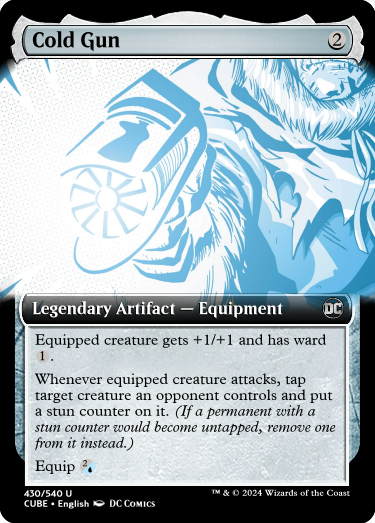 Cold Gun 2
Legendary Artifact — Equipment DC
Equipped creature gets +1/+1 and has ward
1.
Whenever equipped creature attacks, tap
target creature an opponent controls and put
a stun counter on it. (If a permanent with a
stun counter would become untapped, remove one
from it instead.)
Equip 2
430/540 U
CUBE • English DC Comics
™ & © 2024 Wizards of the Coast